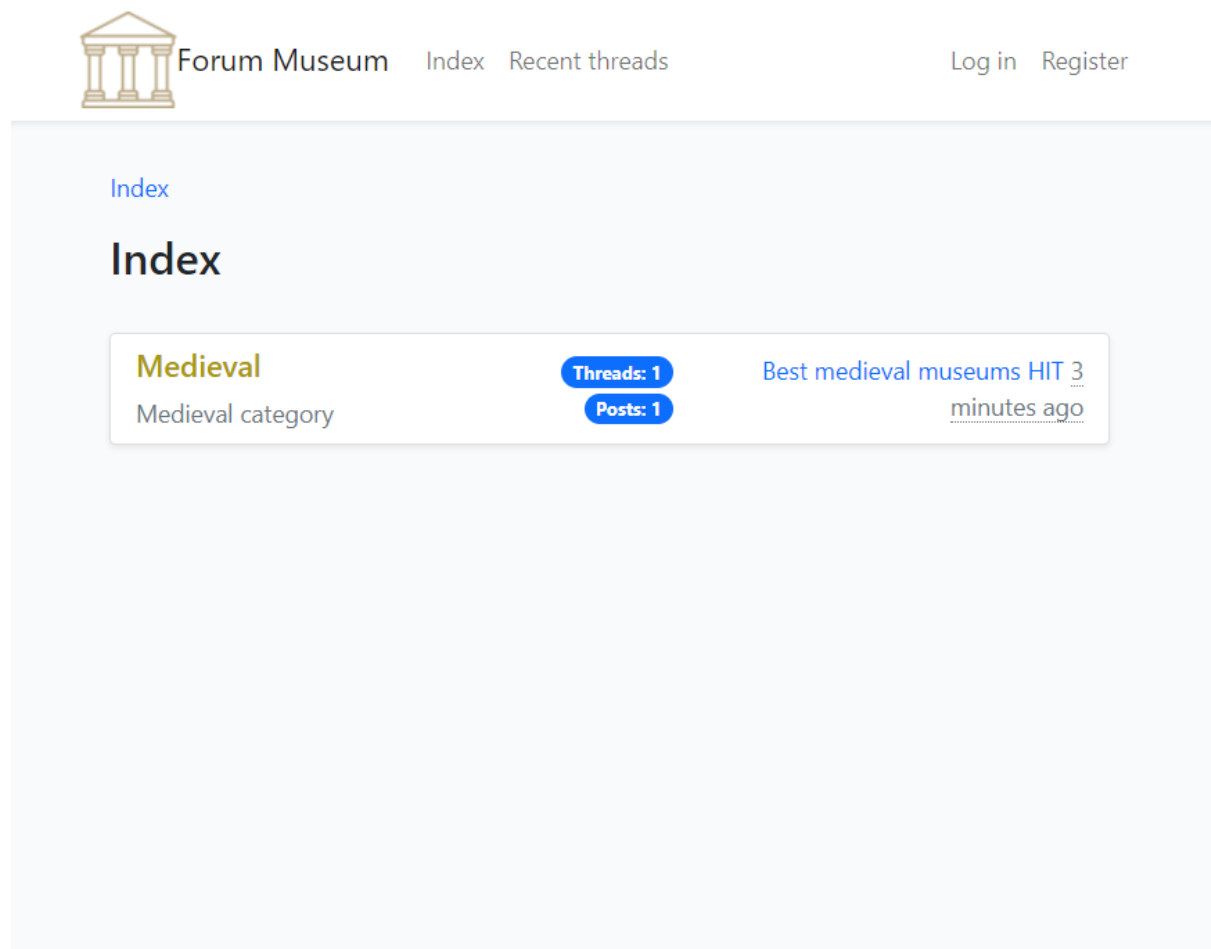 Forum Museum Index Recent threads Log in Register
Index
Index
Medieval
Medieval category
Threads: 1
Posts: 1
Best medieval museums HIT 3
minutes ago